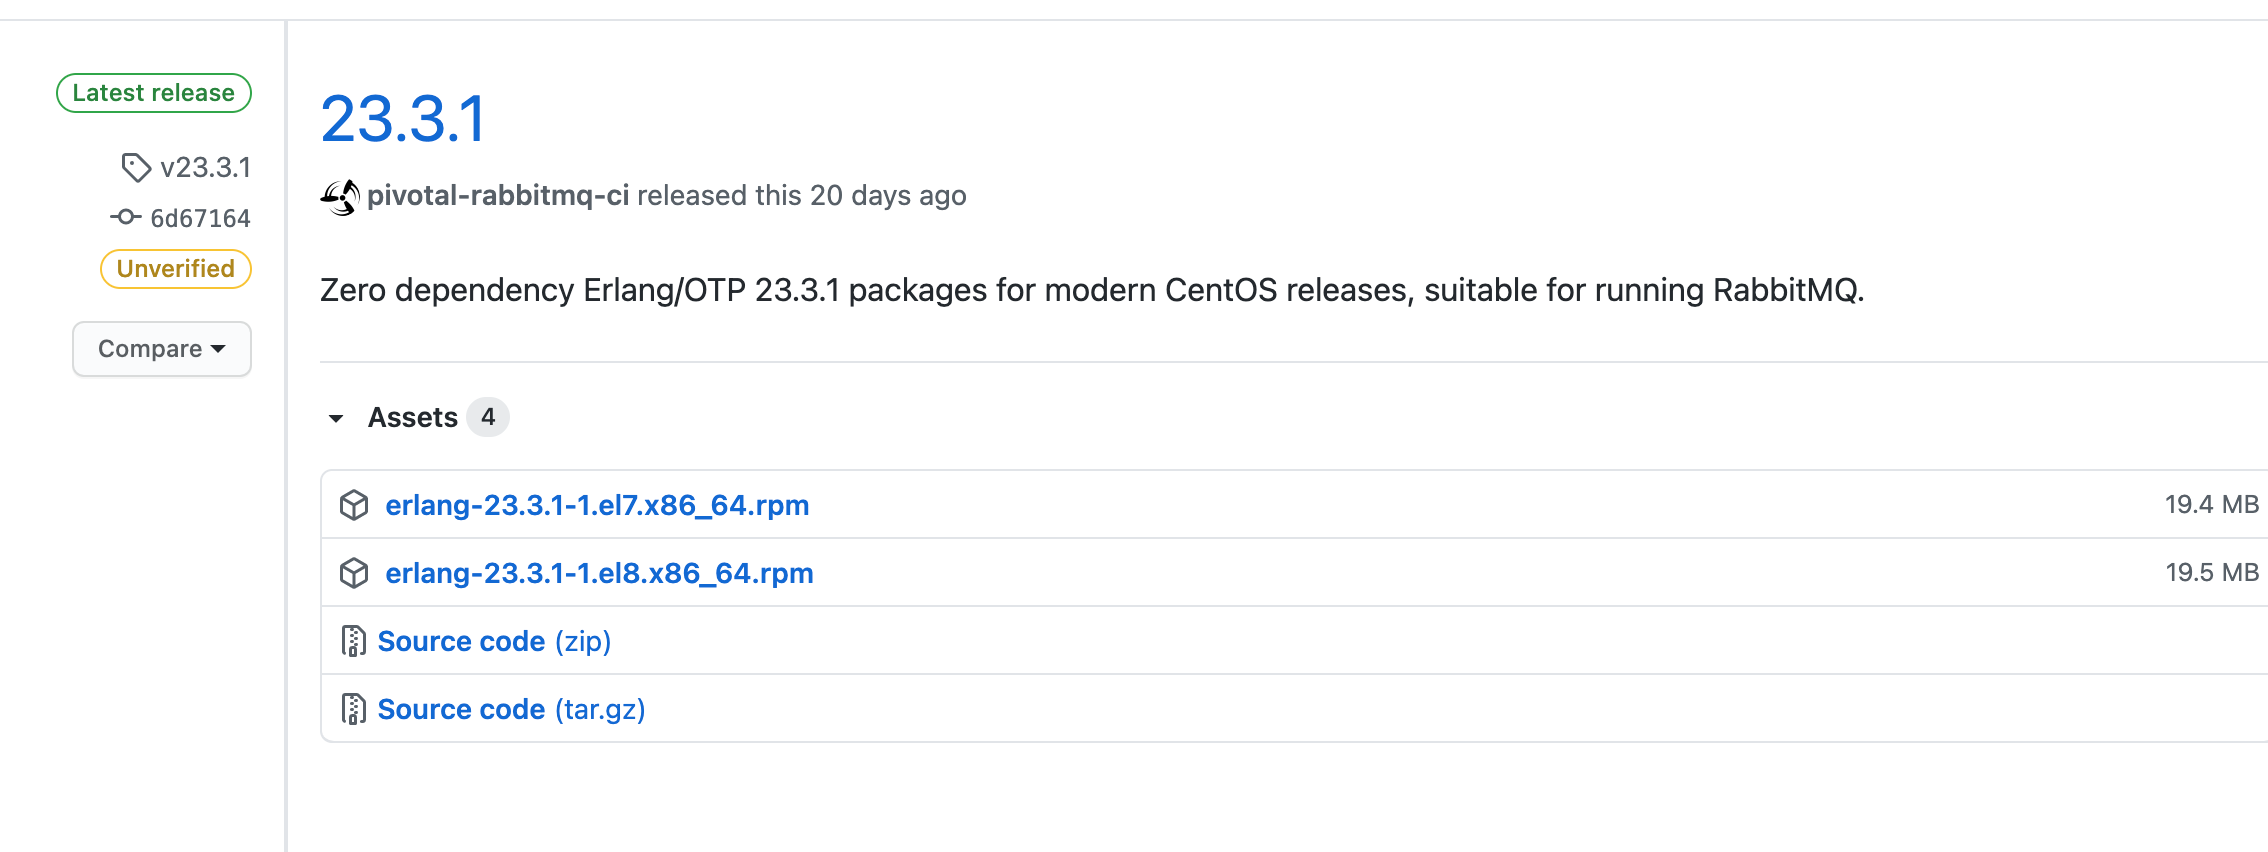 Latest release
v23.3.1
6d67164
Unverified
Compare
23.3.1
pivotal-rabbitmq-ci released this 20 days ago
Zero dependency Erlang/OTP 23.3.1 packages for modern CentOS releases, suitable for running RabbitMQ.
Assets 4
erlang-23.3.1-1.el7.x86_64.rpm 19.4 MB
erlang-23.3.1-1.el8.x86_64.rpm 19.5 MB
Source code (zip)
Source code (tar.gz)